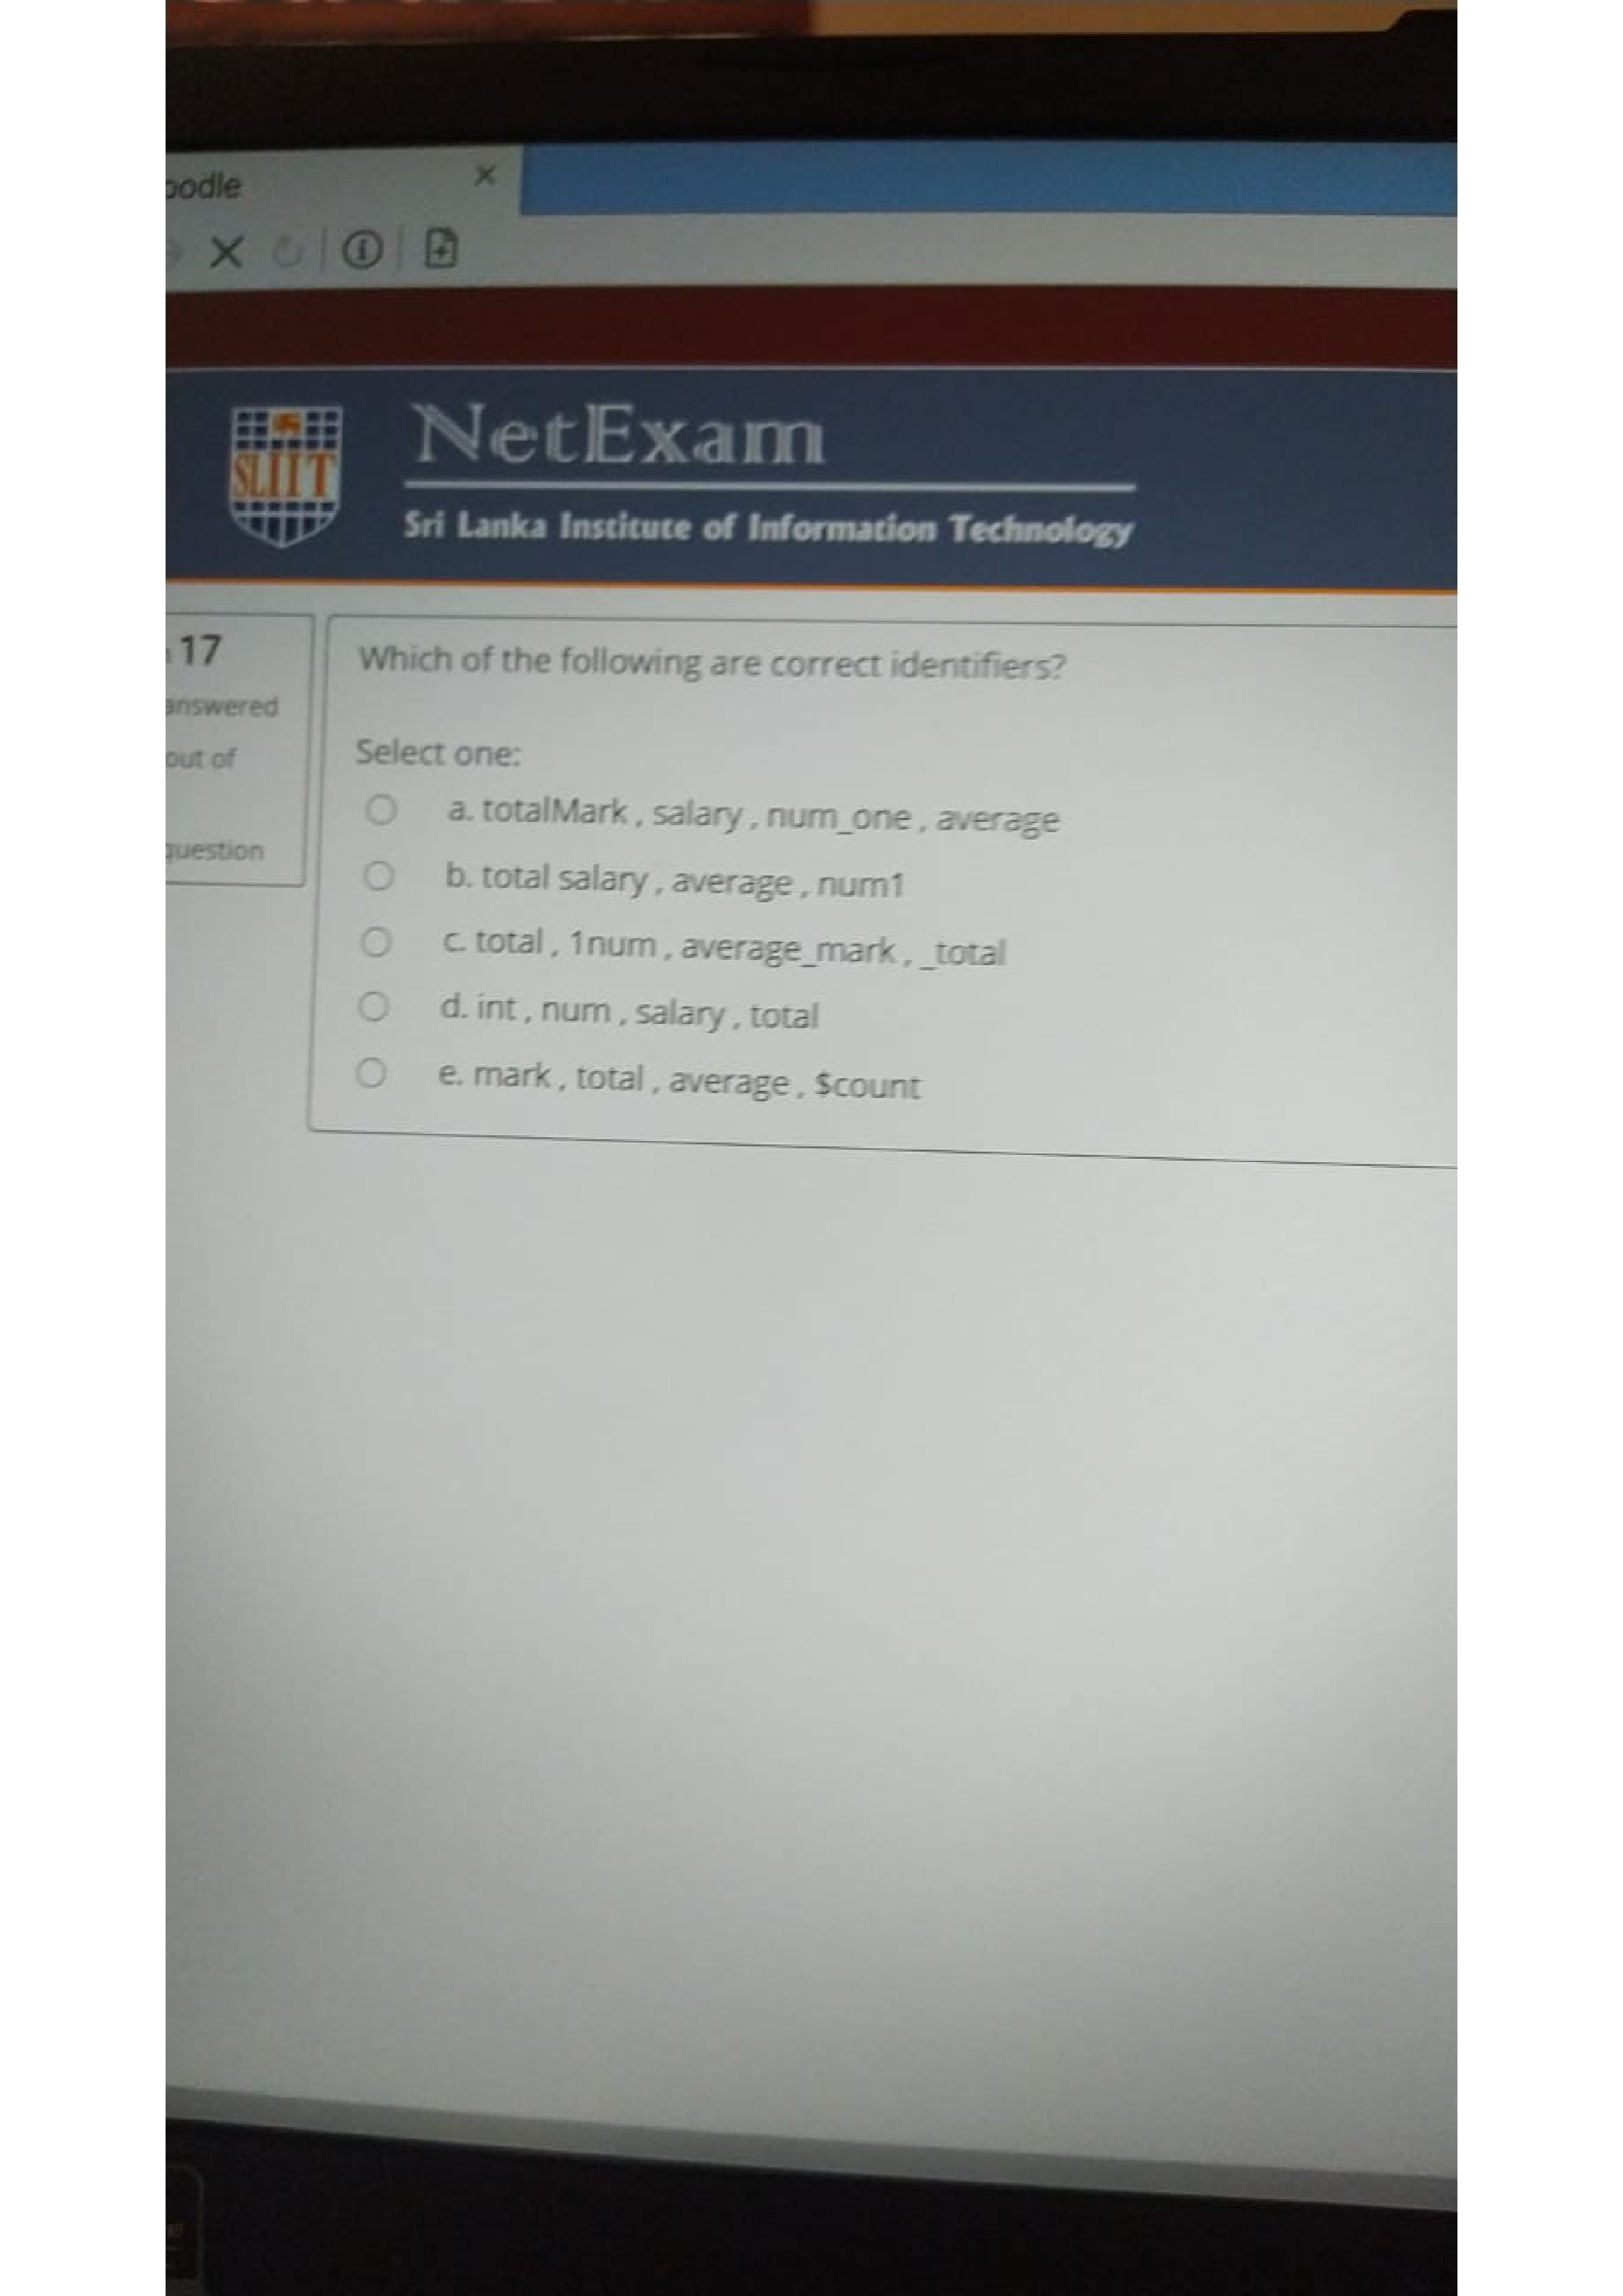 oodle
NetExam
SLIIT
Sri Lanka Institute of Information Technology
17
answered
out of
question
Which of the following are correct identifiers?
Select one:
a. totalMark , salary , num_one , average
b. total salary , average , num1
c. total , 1num , average_mark , _total
d. int , num , salary , total
e. mark , total , average , $count